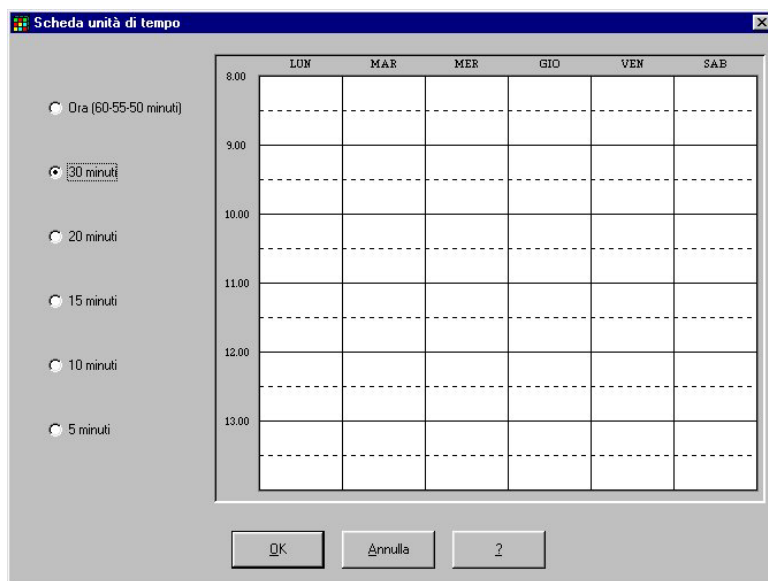 Scheda unità di tempo
LUN MAR MER GIO VEN SAB
8.00
Ora (60-55-50 minuti)
9.00
30 minuti
10.00
20 minuti
11.00
15 minuti
12.00
10 minuti
13.00
5 minuti
OK Annulla ?